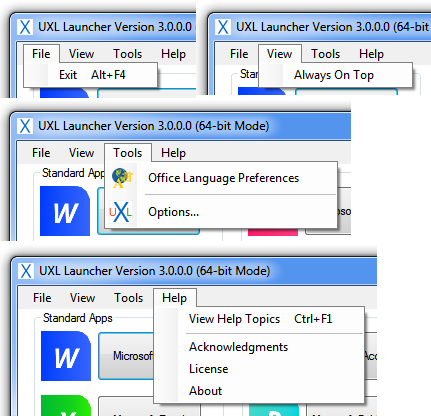 UXL Launcher Version 3.0.0.0
File View Tools Help
Exit Alt+F4
W
UXL Launcher Version 3.0.0.0 (64-bit
File View Tools Help
Always On Top
UXL Launcher Version 3.0.0.0 (64-bit Mode)
File View Tools Help
Standard Apps
Office Language Preferences
W
UXL Options...
UXL Launcher Version 3.0.0.0 (64-bit Mode)
File View Tools Help
Standard Apps
View Help Topics Ctrl+F1
W
Acknowledgments
License
About